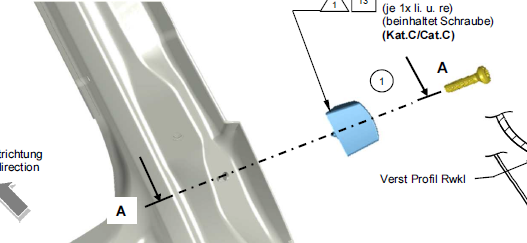 1
13
(je 1x li. u. re)
(beinhaltet Schraube)
(Kat.C/Cat.C)
1
A
richtung
direction
Verst Profil Rwkl
A